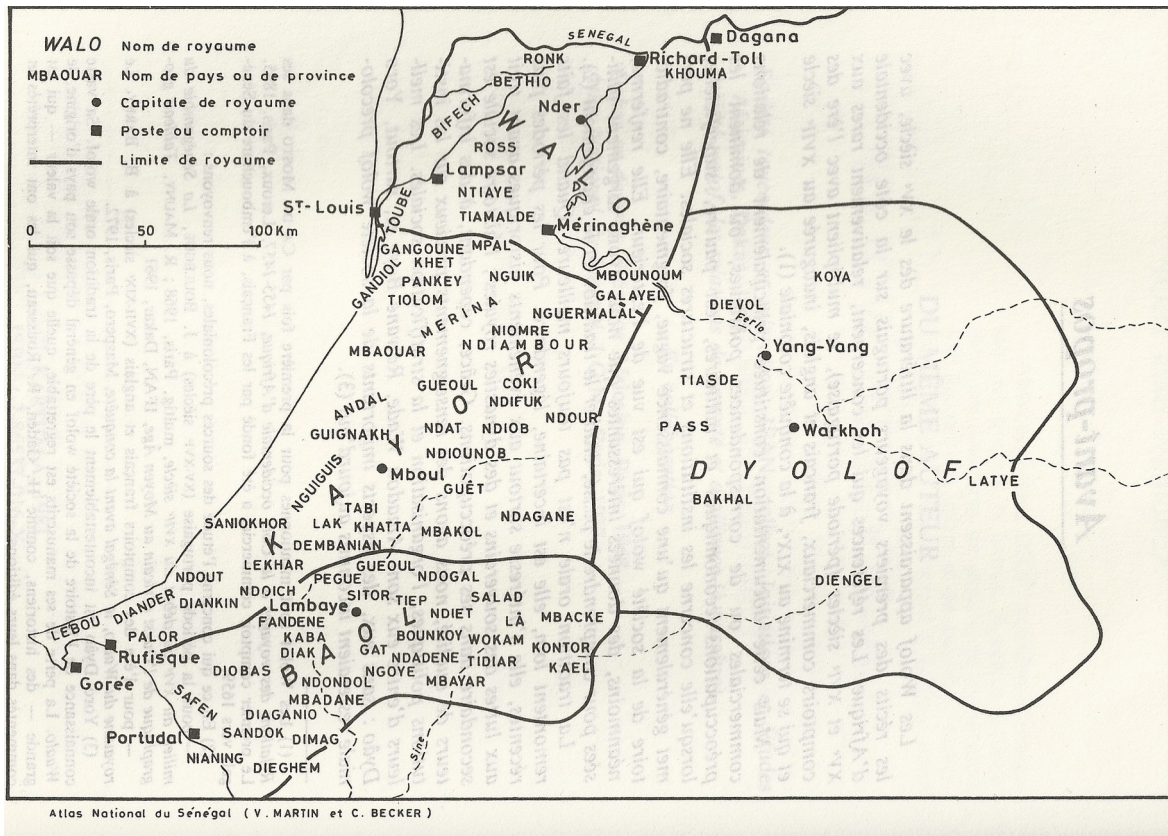 WALO Nom de royaume
MBAOUAR Nom de pays ou de province
Capitale de royaume
Poste ou comptoir
Limite de royaume
0 50 100 Km
SENEGAL
Dagana
Richard-Toll
KHOUMA
RONK
BETHIO
BIFECH
Nder
WALO
ROSS
Lampsar
NTIAYE
St-Louis
TOUBE
TIAMALDE
Mérinaghène
GANDIOL
GANGOUNE
MPAL
KHET
PANKEY
NGUIK
TIOLOM
MBOUNOUM
GALAYEL
NGUERMALAL
KOYA
DIEVOL
Ferlo
MERINA
NIOMRE
NDIAMBOUR
MBAOUAR
Yang-Yang
GUEOUL
COKI
NDIFUK
TIASDE
ANDAL
NDOUR
GUIGNAKH
NDAT
NDIOB
PASS
Warkhoh
KAYOR
NDIOUNOB
Mboul
DYOLOF
LATYE
NGUIGUIS
GUËT
BAKHAL
TABI
SANIOKHOR
LAK
KHATTA
NDAGANE
MBAKOL
DEMBANIAN
LEKHAR
GUEOUL
NDOUT
PEGUE
NDOGAL
DIENGEL
NDOICH
SITOR
TIEP
SALAD
DIANDER
DIANKIN
Lambaye
NDIET
LÀ
MBACKE
LEBOU
FANDENE
PALOR
KABA
BOUNKOY
WOKAM
Rufisque
DIAK
GAT
KONTOR
NDADENE
TIDIAR
Gorée
DIOBAS
NGOYE
KAEL
BAOL
NDONDOL
MBAYAR
SAFEN
MBADANE
DIAGANIO
Portudal
SANDOK
DIMAG
Sine
NIANING
DIEGHEM
Atlas National du Sénégal ( V. MARTIN et C. BECKER )